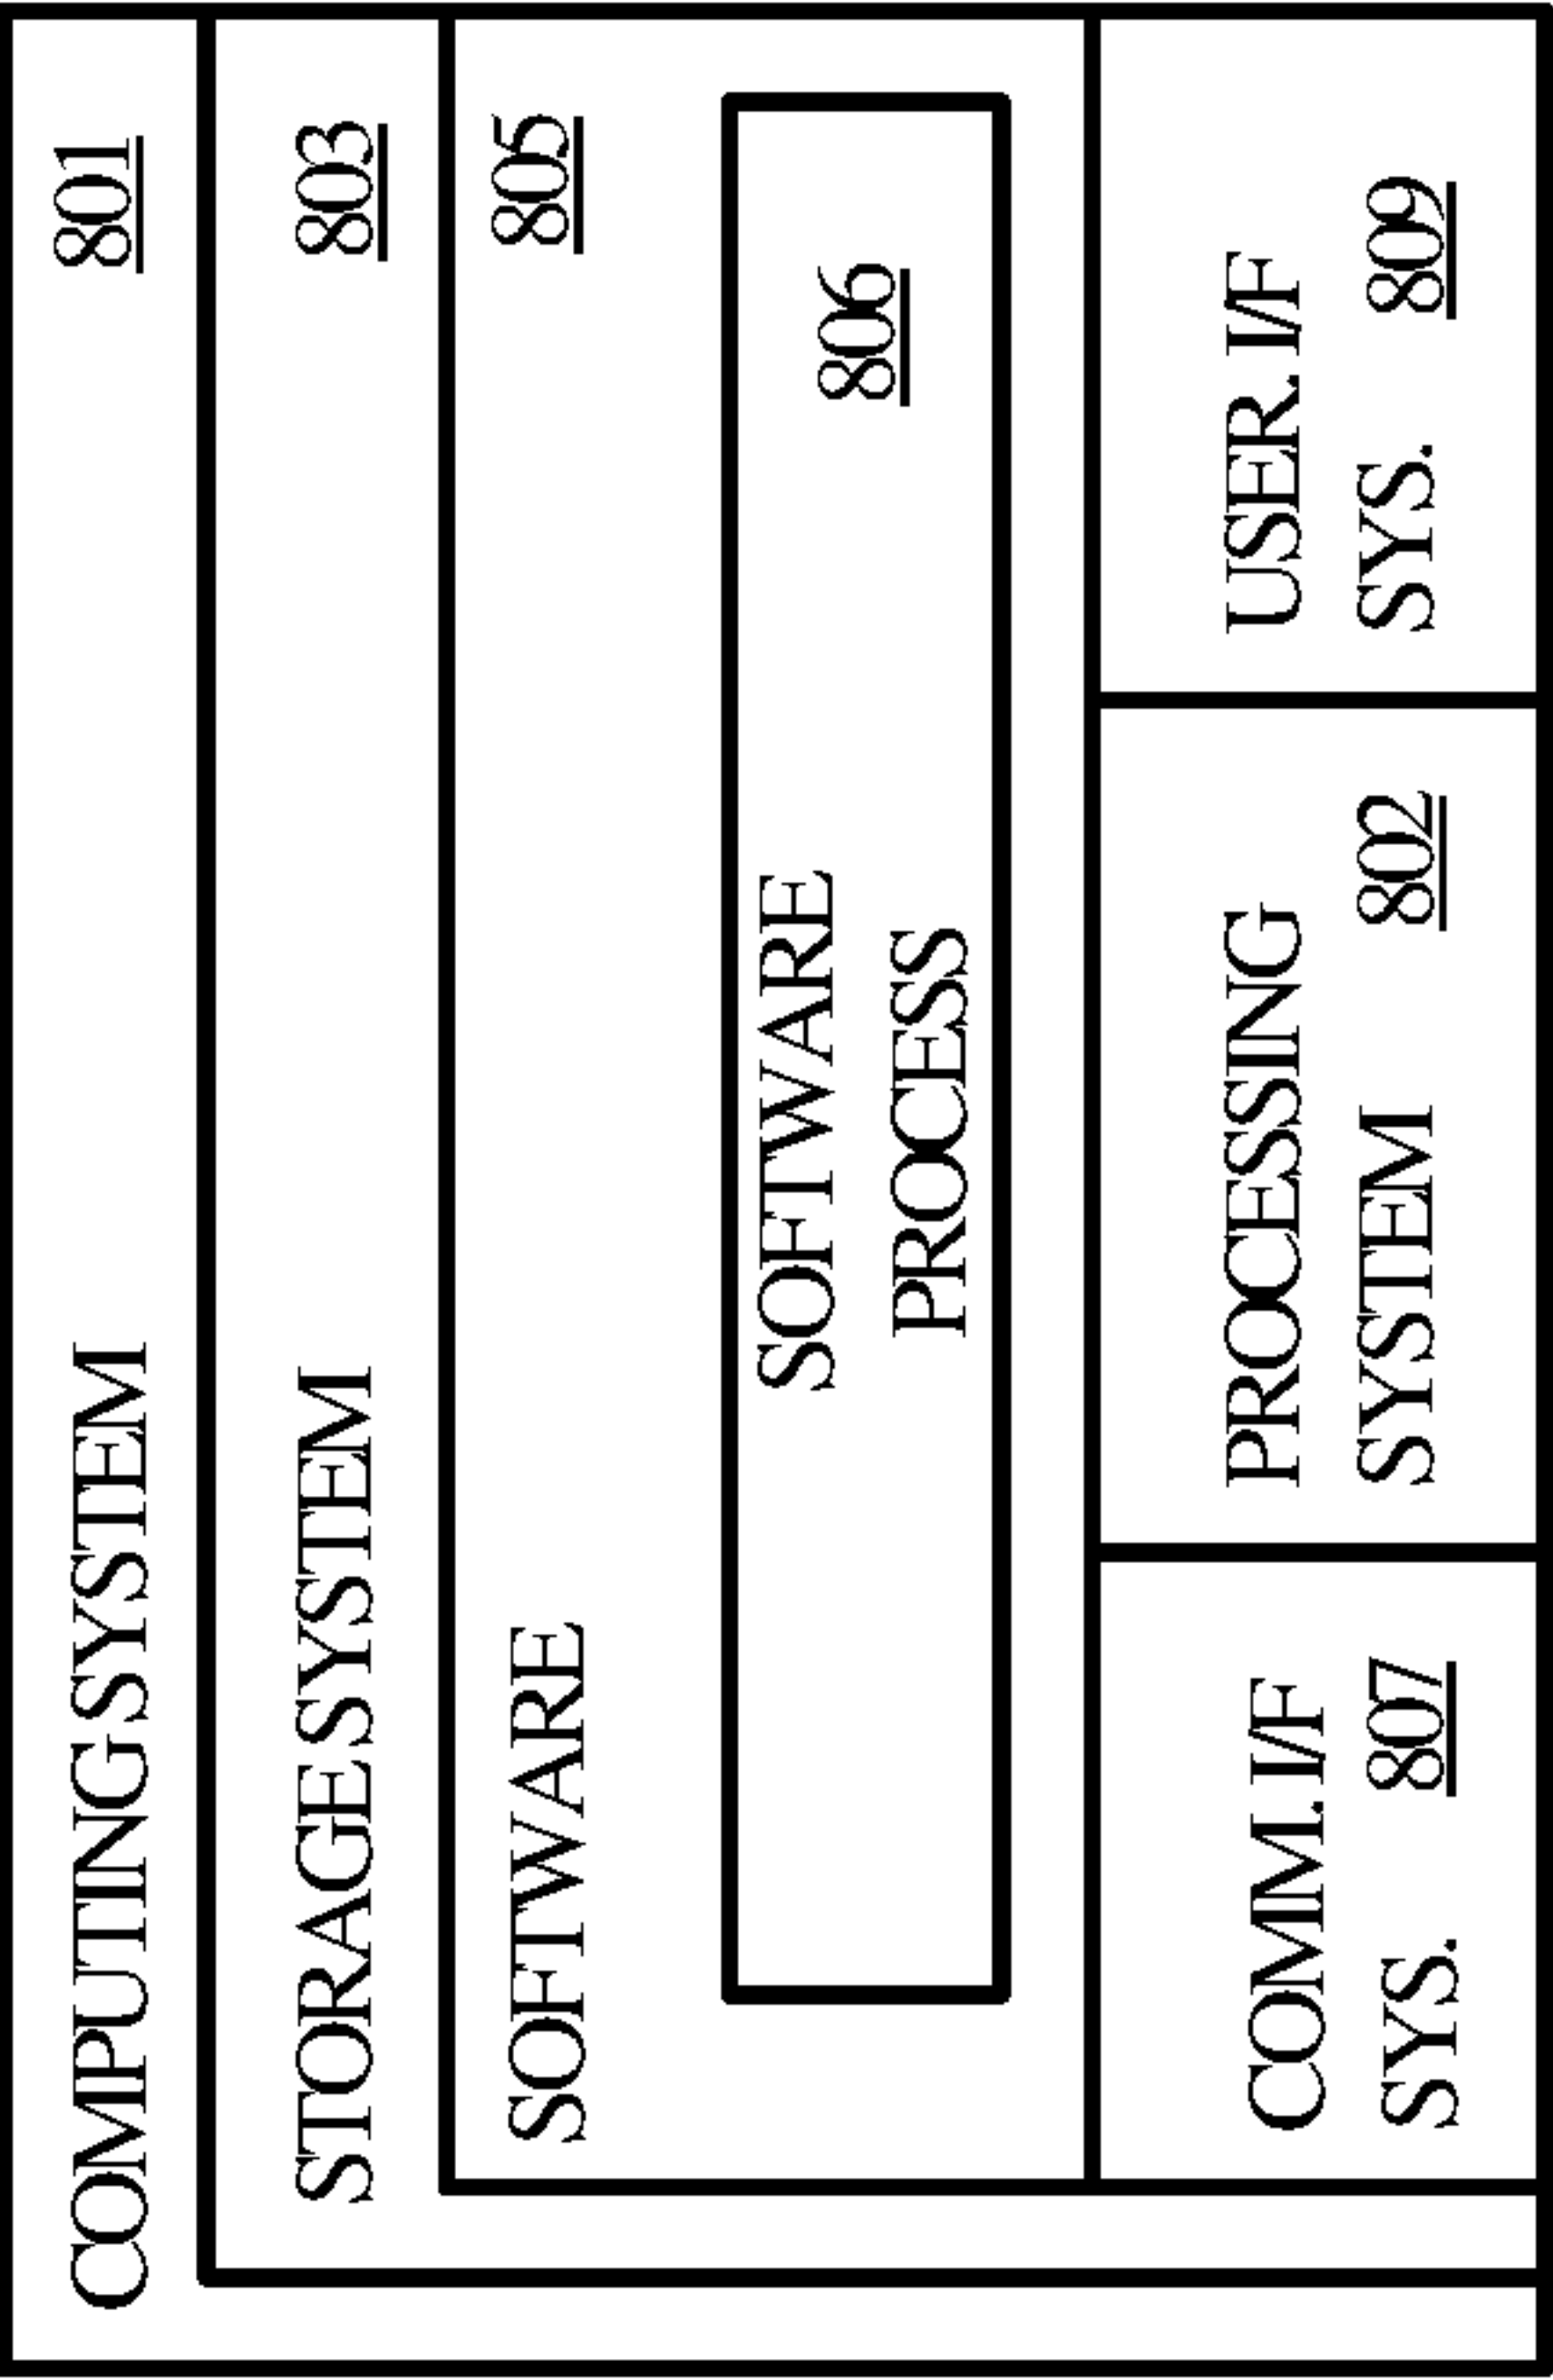 COMPUTING SYSTEM 801
STORAGE SYSTEM 803
SOFTWARE 805
SOFTWARE
PROCESS
806
COMM. I/F
SYS. 807
PROCESSING
SYSTEM 802
USER. I/F
SYS. 809